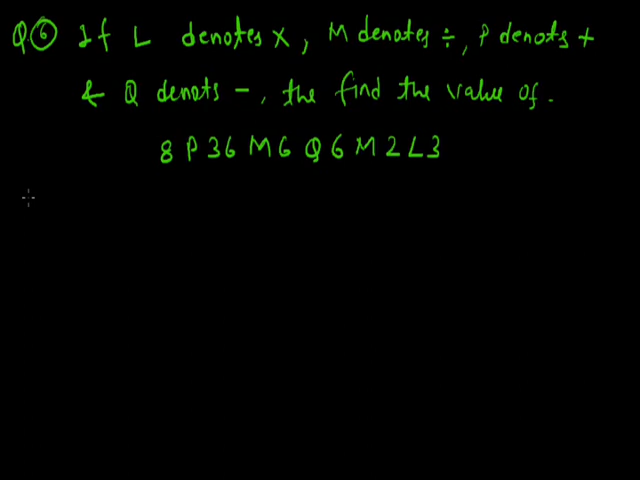 Q⑥ If L denotes ×, M denotes ÷, P denots +
& Q denots −, the find the value of.
8 P 36 M 6 Q 6 M 2 L 3